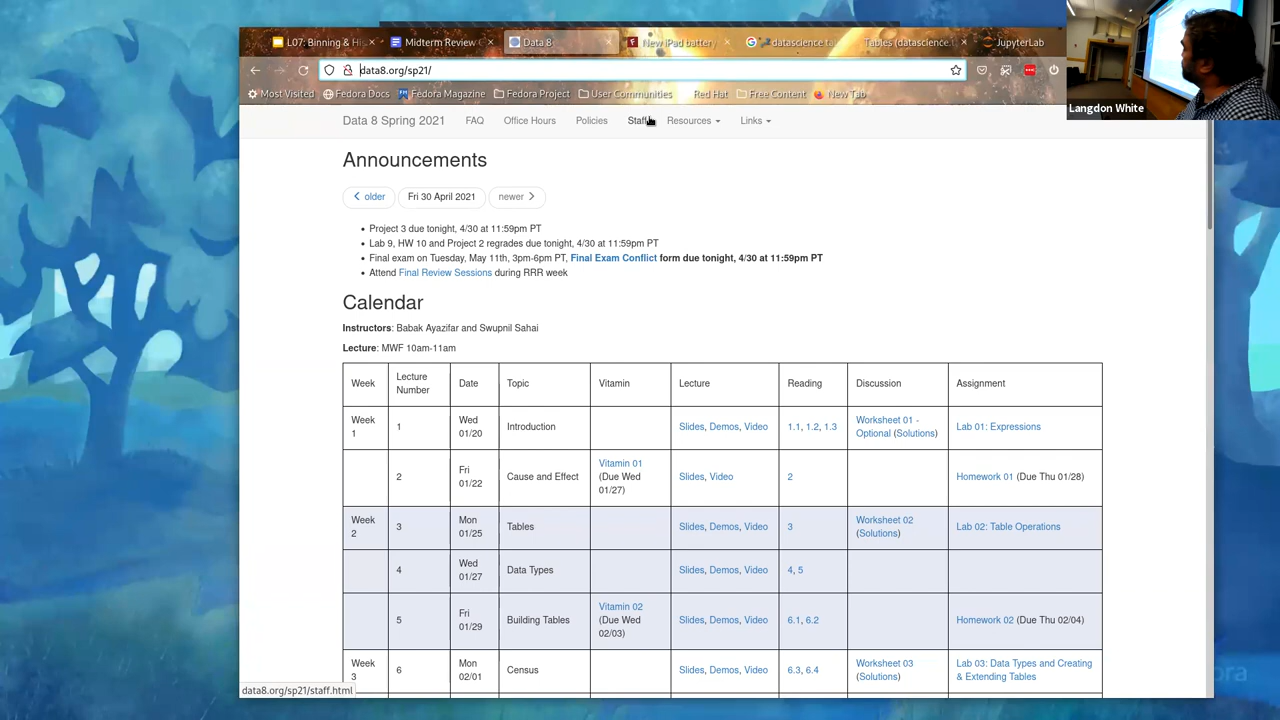 L07: Binning & Hi
Midterm Review
Data 8
New iPad battery
datascience ta
Tables (datascience.
JupyterLab
data8.org/sp21/
Most Visited
Fedora Docs
Fedora Magazine
Fedora Project
User Communities
Red Hat
Free Content
New Tab
Langdon White
Data 8 Spring 2021
FAQ
Office Hours
Policies
Staff
Resources
Links
Announcements
older
Fri 30 April 2021
newer
• Project 3 due tonight, 4/30 at 11:59pm PT
• Lab 9, HW 10 and Project 2 regrades due tonight, 4/30 at 11:59pm PT
• Final exam on Tuesday, May 11th, 3pm-6pm PT, Final Exam Conflict form due tonight, 4/30 at 11:59pm PT
• Attend Final Review Sessions during RRR week
Calendar
Instructors: Babak Ayazifar and Swupnil Sahai
Lecture: MWF 10am-11am
Week
Lecture
Number
Date
Topic
Vitamin
Lecture
Reading
Discussion
Assignment
Week
1
1
Wed
01/20
Introduction
Slides, Demos, Video
1.1, 1.2, 1.3
Worksheet 01 -
Optional (Solutions)
Lab 01: Expressions
2
Fri
01/22
Cause and Effect
Vitamin 01
(Due Wed
01/27)
Slides, Video
2
Homework 01 (Due Thu 01/28)
Week
2
3
Mon
01/25
Tables
Slides, Demos, Video
3
Worksheet 02
(Solutions)
Lab 02: Table Operations
4
Wed
01/27
Data Types
Slides, Demos, Video
4, 5
5
Fri
01/29
Building Tables
Vitamin 02
(Due Wed
02/03)
Slides, Demos, Video
6.1, 6.2
Homework 02 (Due Thu 02/04)
Week
3
6
Mon
02/01
Census
Slides, Demos, Video
6.3, 6.4
Worksheet 03
(Solutions)
Lab 03: Data Types and Creating
& Extending Tables
data8.org/sp21/staff.html
ora